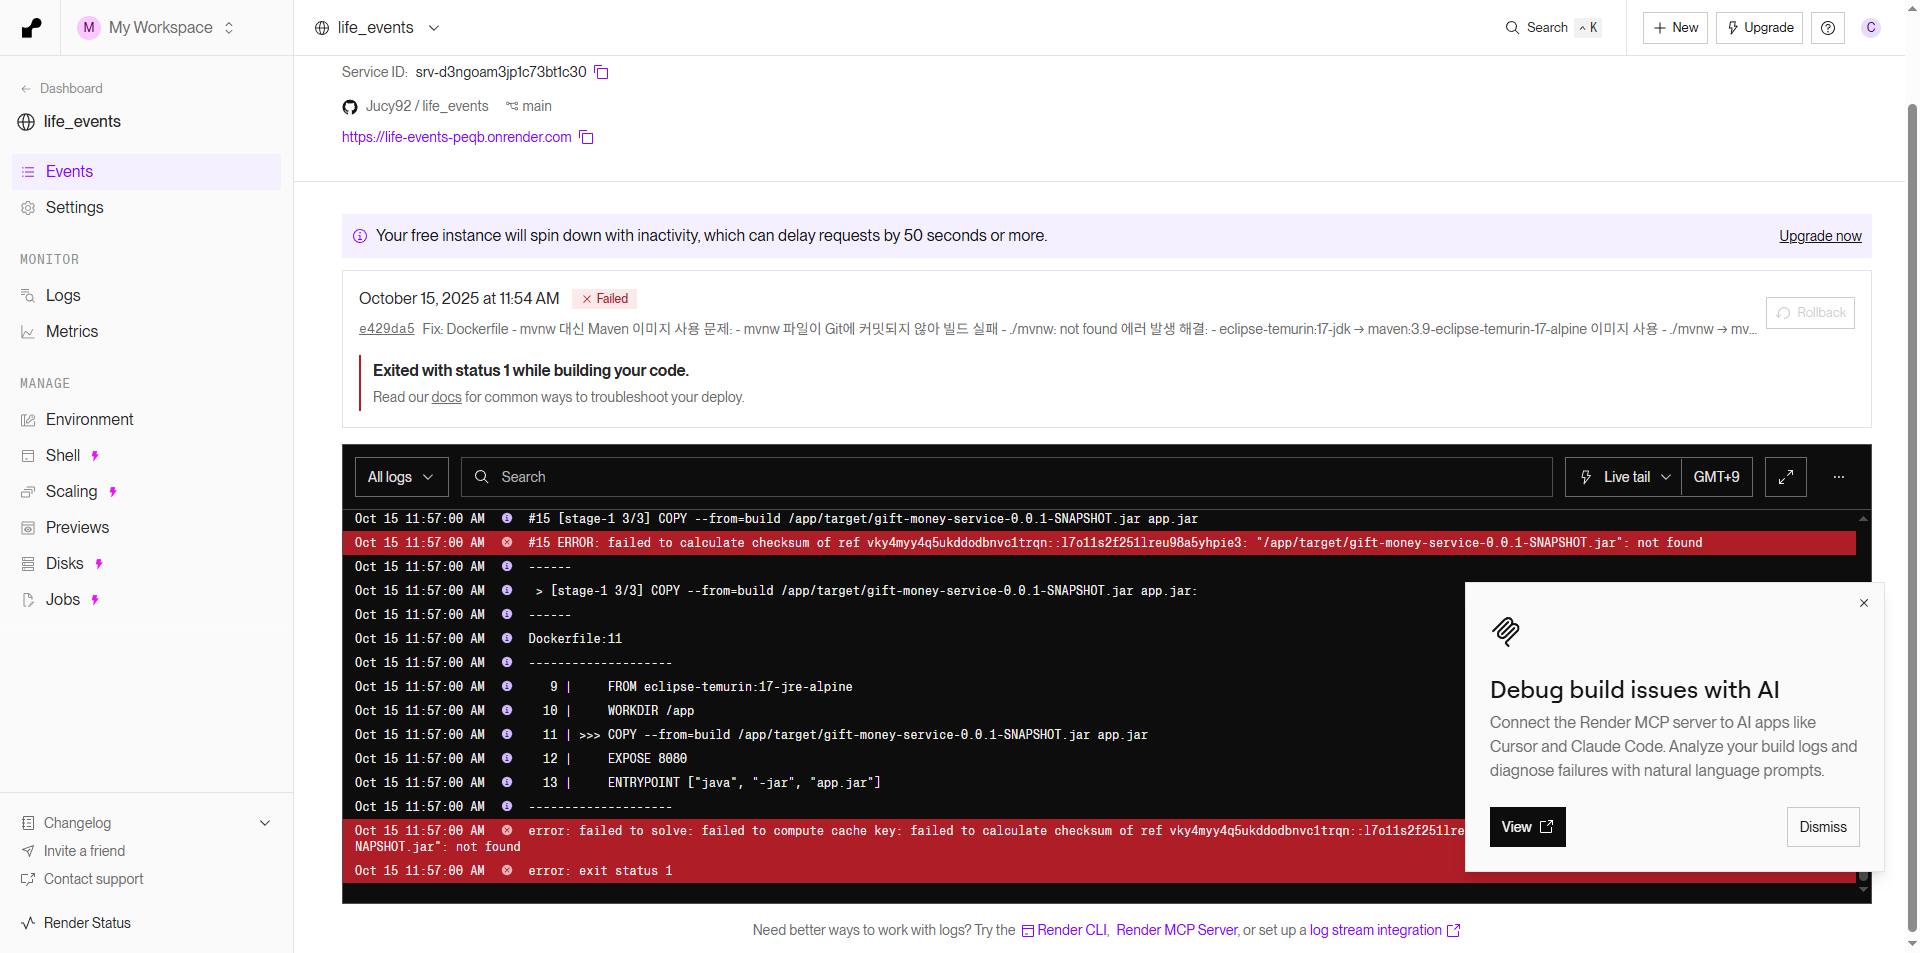 M My Workspace
life_events
Search ⌃ K
+ New
Upgrade
C
← Dashboard
life_events
Events
Settings
MONITOR
Logs
Metrics
MANAGE
Environment
Shell
Scaling
Previews
Disks
Jobs
Changelog
Invite a friend
Contact support
Render Status
Service ID: srv-d3ngoam3jp1c73bt1c30
Jucy92 / life_events main
https://life-events-peqb.onrender.com
Your free instance will spin down with inactivity, which can delay requests by 50 seconds or more.
Upgrade now
October 15, 2025 at 11:54 AM × Failed
e429da5 Fix: Dockerfile - mvnw 대신 Maven 이미지 사용 문제: - mvnw 파일이 Git에 커밋되지 않아 빌드 실패 - ./mvnw: not found 에러 발생 해결: - eclipse-temurin:17-jdk → maven:3.9-eclipse-temurin-17-alpine 이미지 사용 - ./mvnw → mv...
Rollback
Exited with status 1 while building your code.
Read our docs for common ways to troubleshoot your deploy.
All logs
Search
Live tail
GMT+9
...
Oct 15 11:57:00 AM #15 [stage-1 3/3] COPY --from=build /app/target/gift-money-service-0.0.1-SNAPSHOT.jar app.jar
Oct 15 11:57:00 AM #15 ERROR: failed to calculate checksum of ref vky4myy4q5ukddodbnvc1trqn::l7o11s2f251lreu98a5yhpie3: "/app/target/gift-money-service-0.0.1-SNAPSHOT.jar": not found
Oct 15 11:57:00 AM ------
Oct 15 11:57:00 AM > [stage-1 3/3] COPY --from=build /app/target/gift-money-service-0.0.1-SNAPSHOT.jar app.jar:
Oct 15 11:57:00 AM ------
Oct 15 11:57:00 AM Dockerfile:11
Oct 15 11:57:00 AM --------------------
Oct 15 11:57:00 AM 9 | FROM eclipse-temurin:17-jre-alpine
Oct 15 11:57:00 AM 10 | WORKDIR /app
Oct 15 11:57:00 AM 11 | >>> COPY --from=build /app/target/gift-money-service-0.0.1-SNAPSHOT.jar app.jar
Oct 15 11:57:00 AM 12 | EXPOSE 8080
Oct 15 11:57:00 AM 13 | ENTRYPOINT ["java", "-jar", "app.jar"]
Oct 15 11:57:00 AM --------------------
Oct 15 11:57:00 AM error: failed to solve: failed to compute cache key: failed to calculate checksum of ref vky4myy4q5ukddodbnvc1trqn::l7o11s2f251lre
NAPSHOT.jar": not found
Oct 15 11:57:00 AM error: exit status 1
Debug build issues with AI
Connect the Render MCP server to AI apps like
Cursor and Claude Code. Analyze your build logs and
diagnose failures with natural language prompts.
View
Dismiss
Need better ways to work with logs? Try the Render CLI, Render MCP Server, or set up a log stream integration